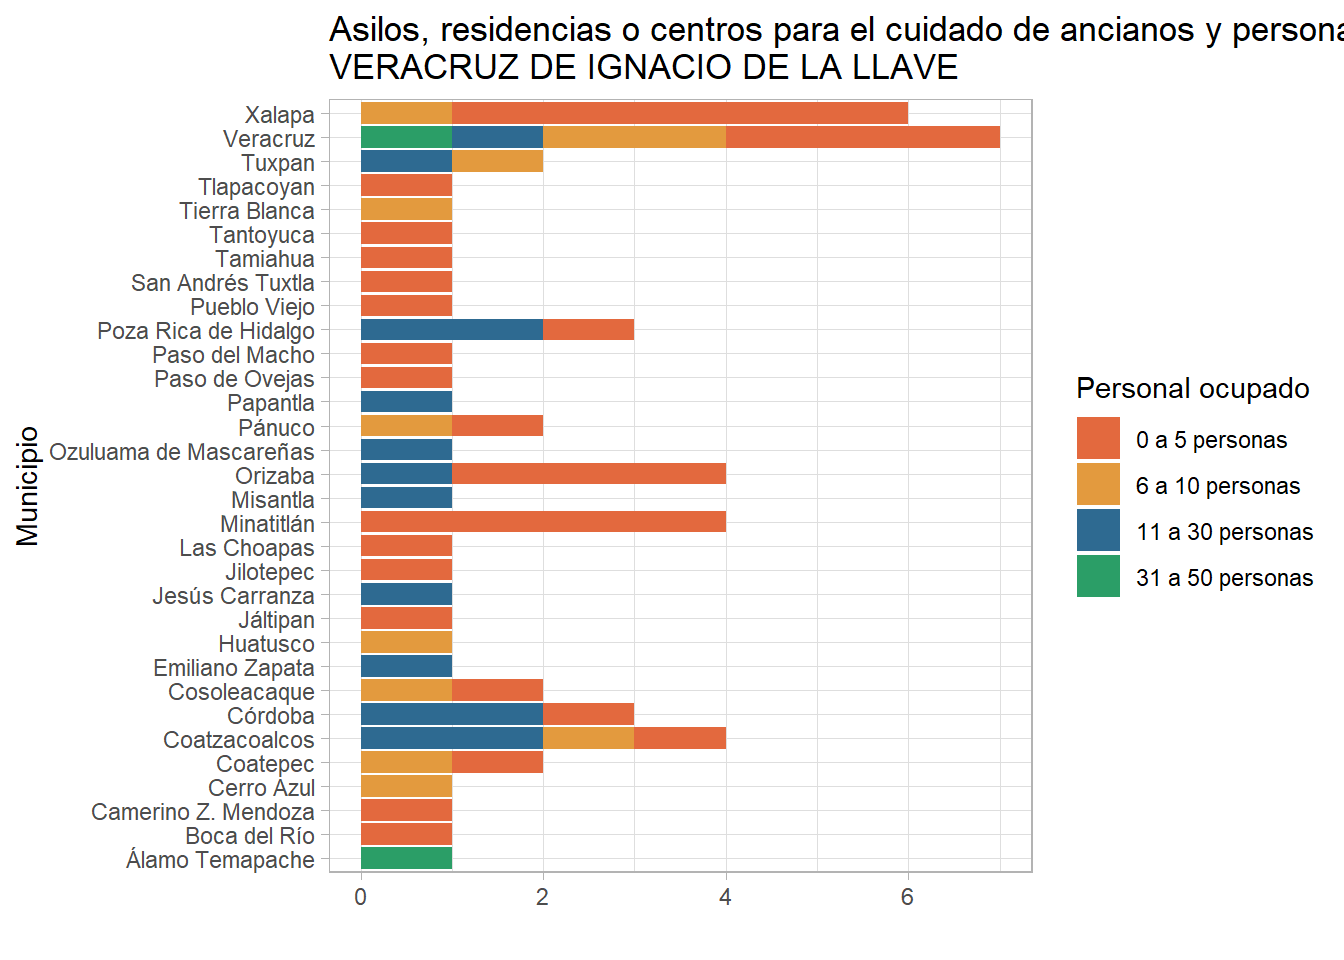 Asilos, residencias o centros para el cuidado de ancianos y persona
VERACRUZ DE IGNACIO DE LA LLAVE
Xalapa
Veracruz
Tuxpan
Tlapacoyan
Tierra Blanca
Tantoyuca
Tamiahua
San Andrés Tuxtla
Pueblo Viejo
Poza Rica de Hidalgo
Paso del Macho
Paso de Ovejas
Papantla
Pánuco
Ozuluama de Mascareñas
Orizaba
Misantla
Minatitlán
Las Choapas
Jilotepec
Jesús Carranza
Jáltipan
Huatusco
Emiliano Zapata
Cosoleacaque
Córdoba
Coatzacoalcos
Coatepec
Cerro Azul
Camerino Z. Mendoza
Boca del Río
Álamo Temapache
Municipio
0 2 4 6
Personal ocupado
0 a 5 personas
6 a 10 personas
11 a 30 personas
31 a 50 personas